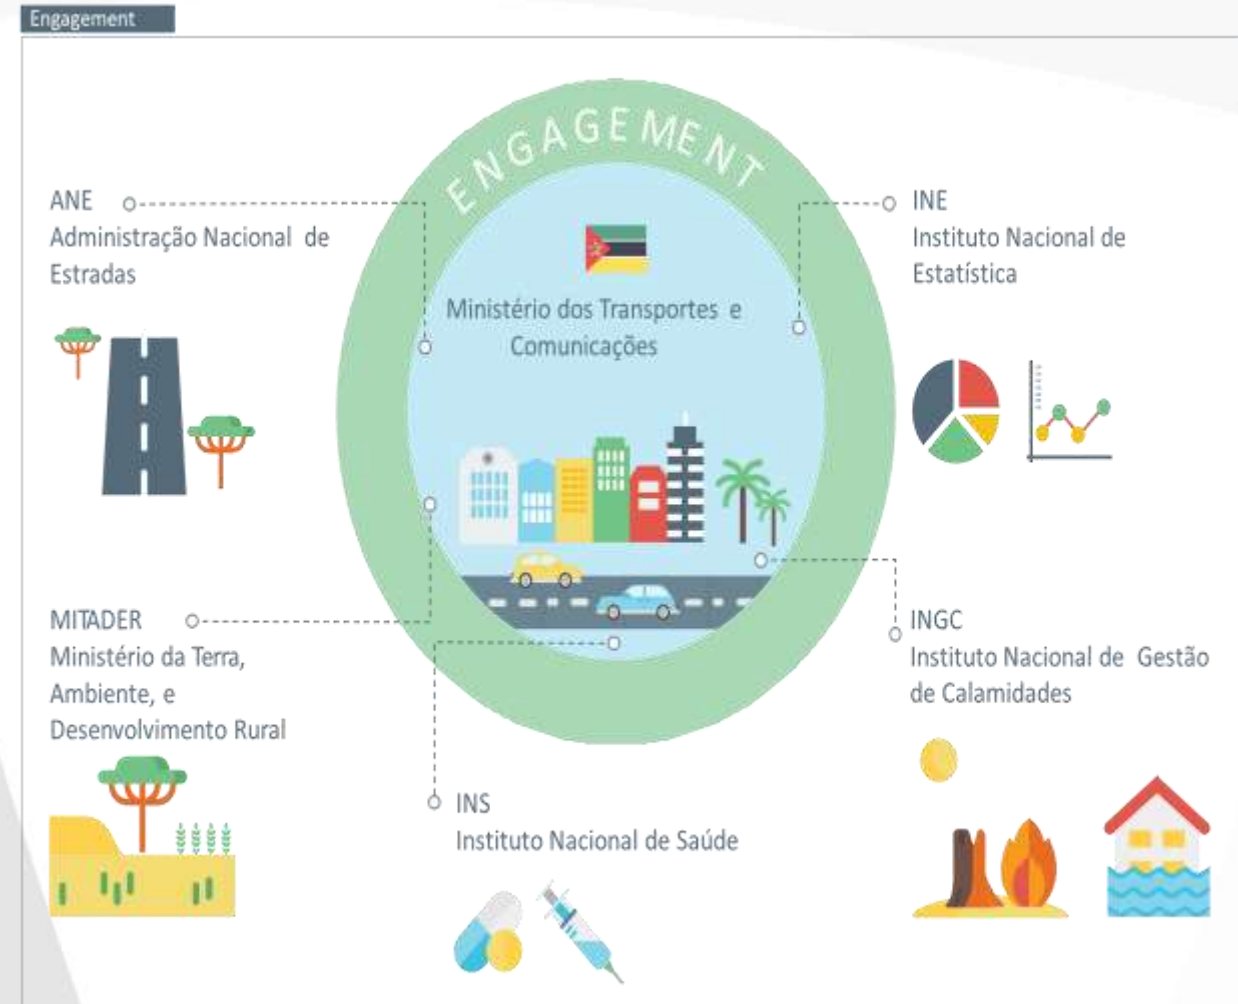 Engagement
ENGAGEMENT
ANE
Administração Nacional de
Estradas
Ministério dos Transportes e
Comunicações
INE
Instituto Nacional de
Estatística
MITADER
Ministério da Terra,
Ambiente, e
Desenvolvimento Rural
INS
Instituto Nacional de Saúde
INGC
Instituto Nacional de Gestão
de Calamidades